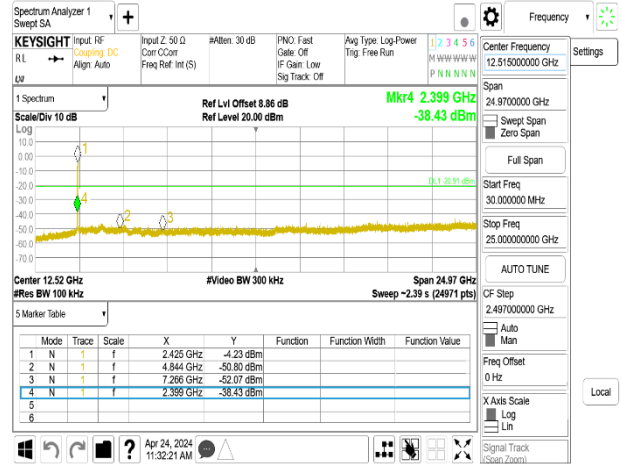 Spectrum Analyzer 1
Swept SA
+
Frequency
KEYSIGHT
RL
Input: RF
Coupling: DC
Align: Auto
Input Z: 50 Ω
Corr CCorr
Freq Ref: Int (S)
#Atten: 30 dB
PNO: Fast
Gate: Off
IF Gain: Low
Sig Track: Off
Avg Type: Log-Power
Trig: Free Run
1 2 3 4 5 6
M W W W W W
P N N N N N
1 Spectrum
Scale/Div 10 dB
Ref Lvl Offset 8.86 dB
Ref Level 20.00 dBm
Mkr4 2.399 GHz
-38.43 dBm
Log
10.0
0.00
-10.0
-20.0
-30.0
-40.0
-50.0
-60.0
-70.0
1
4
2
3
DL1 -20.91 dBm
Center 12.52 GHz
#Res BW 100 kHz
#Video BW 300 kHz
Span 24.97 GHz
Sweep ~2.39 s (24971 pts)
5 Marker Table
Mode Trace Scale X Y Function Function Width Function Value
1 N 1 f 2.425 GHz -4.23 dBm
2 N 1 f 4.844 GHz -50.80 dBm
3 N 1 f 7.266 GHz -52.07 dBm
4 N 1 f 2.399 GHz -38.43 dBm
5
6
Apr 24, 2024
11:32:21 AM
?
Center Frequency
12.515000000 GHz
Settings
Span
24.9700000 GHz
Swept Span
Zero Span
Full Span
Start Freq
30.000000 MHz
Stop Freq
25.000000000 GHz
AUTO TUNE
CF Step
2.497000000 GHz
Auto
Man
Freq Offset
0 Hz
X Axis Scale
Log
Lin
Local
Signal Track
(Span Zoom)